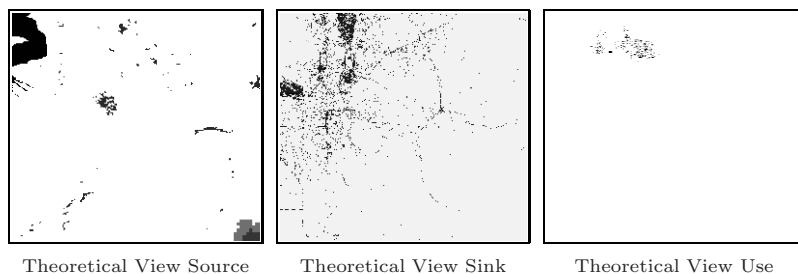 Theoretical View Source
Theoretical View Sink
Theoretical View Use